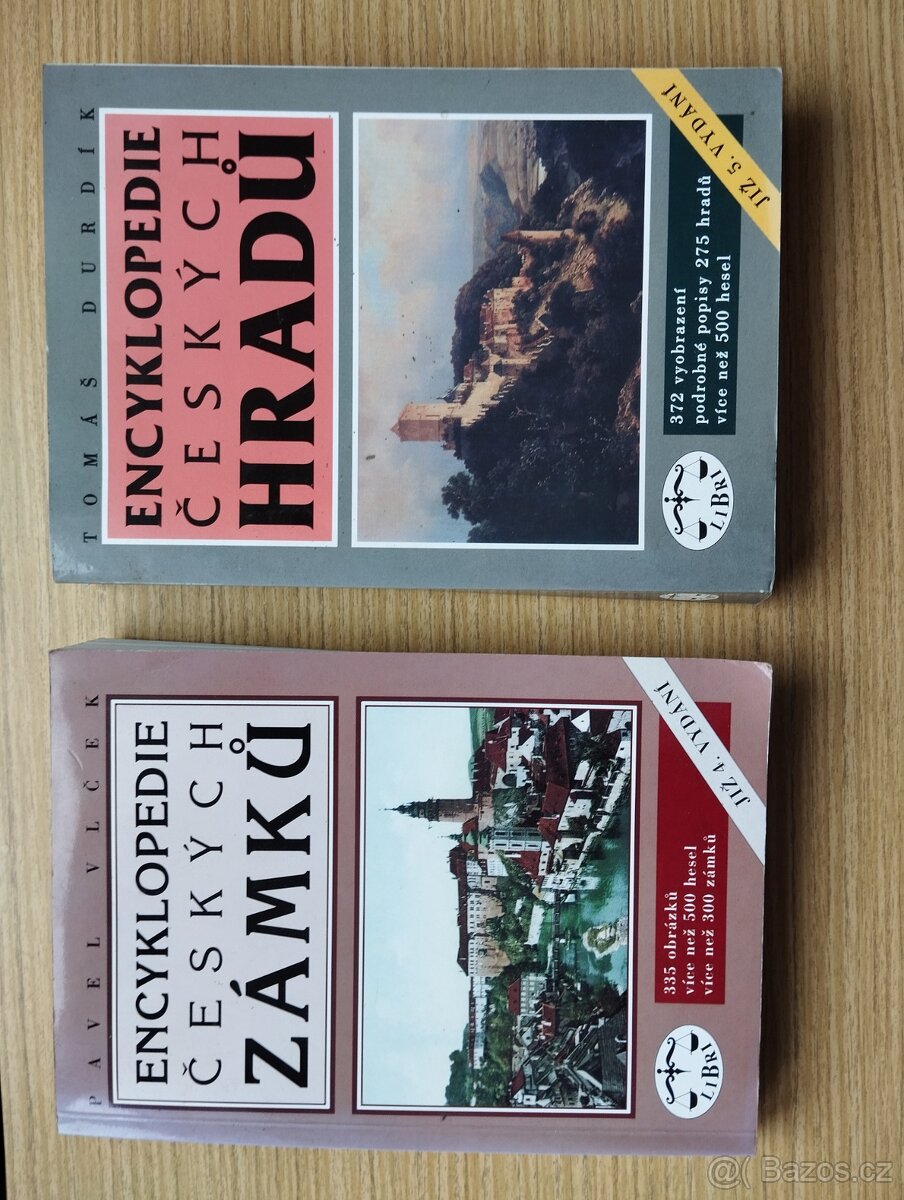 TOMÁŠ DURDÍK
ENCYKLOPEDIE
ČESKÝCH
HRADŮ
JIŽ 5. VYDÁNÍ
372 vyobrazení
podrobné popisy 275 hradů
více než 500 hesel
LIBRI
PAVEL VLČEK
ENCYKLOPEDIE
ČESKÝCH
ZÁMKŮ
JIŽ 4. VYDÁNÍ
335 obrázků
více než 500 hesel
více než 300 zámků
LIBRI
@ Bazos.cz